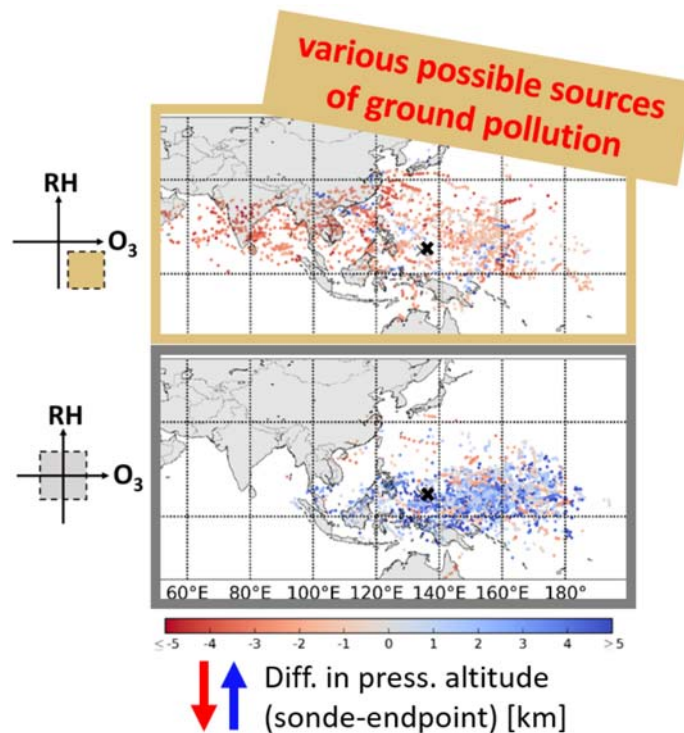 various possible sources
of ground pollution
RH
O₃
RH
O₃
60°E 80°E 100°E 120°E 140°E 160°E 180°
≤-5 -4 -3 -2 -1 0 1 2 3 4 >5
Diff. in press. altitude
(sonde-endpoint) [km]